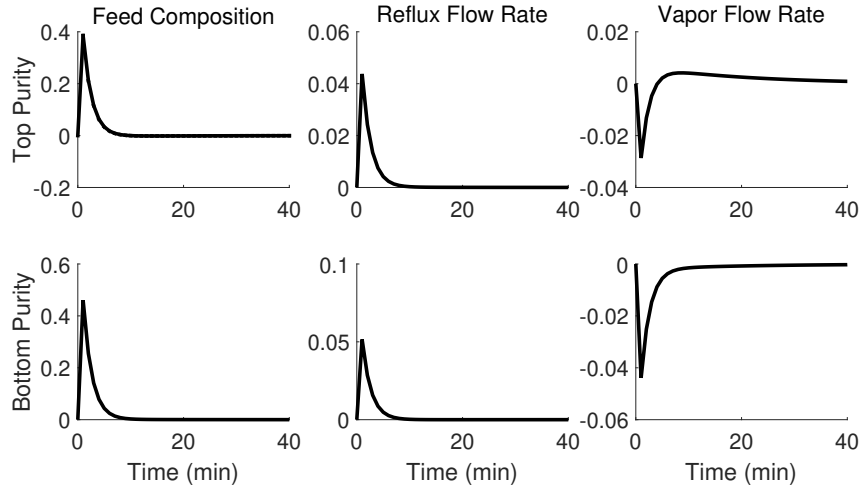 Feed Composition
Reflux Flow Rate
Vapor Flow Rate
Top Purity
0.4
0.2
0
-0.2
0 20 40
0.06
0.04
0.02
0
0 20 40
0.02
0
-0.02
-0.04
0 20 40
Bottom Purity
0.6
0.4
0.2
0
0 20 40
Time (min)
0.1
0.05
0
0 20 40
Time (min)
0
-0.02
-0.04
-0.06
0 20 40
Time (min)